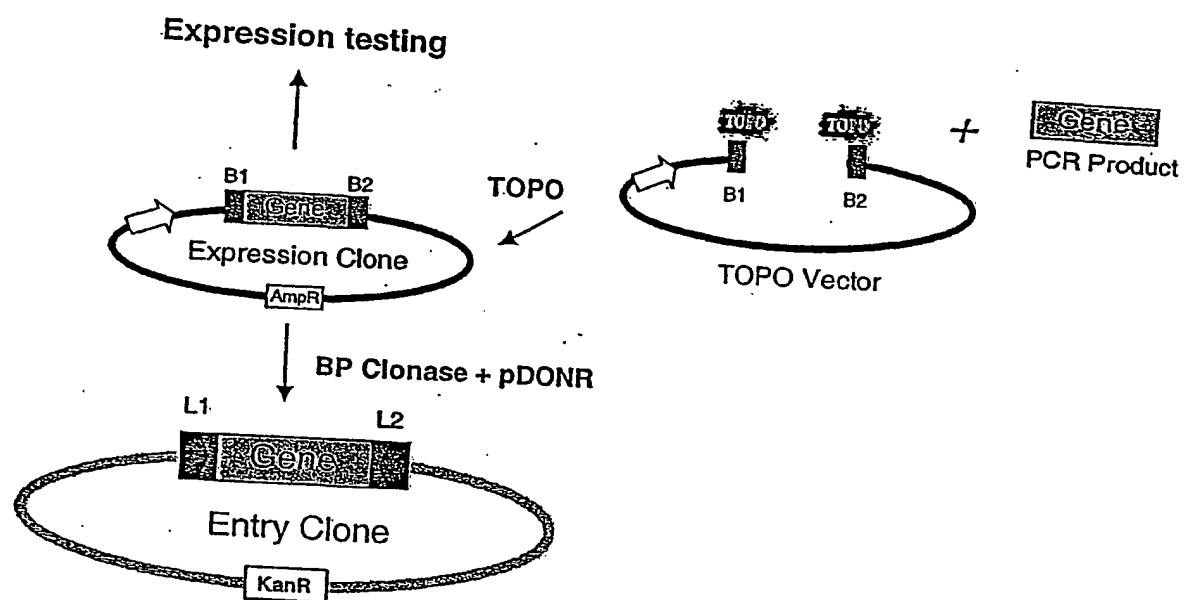 Expression testing
TOPO
TOPO
+
Gene
PCR Product
B1
B2
TOPO Vector
TOPO
B1
B2
Gene
Expression Clone
AmpR
BP Clonase + pDONR
L1
L2
Gene
Entry Clone
KanR